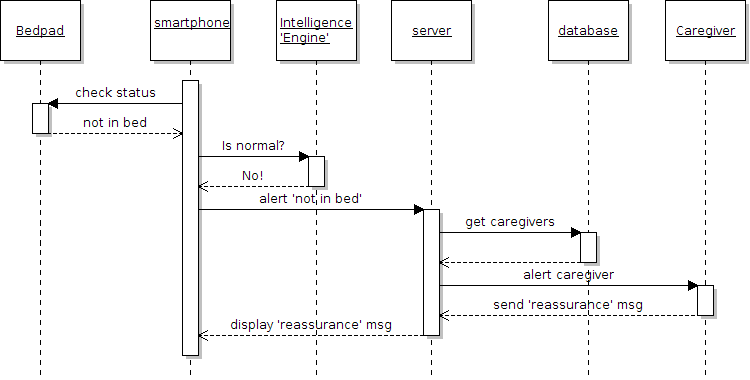 Bedpad
smartphone
Intelligence
'Engine'
server
database
Caregiver
check status
not in bed
Is normal?
No!
alert 'not in bed'
get caregivers
alert caregiver
send 'reassurance' msg
display 'reassurance' msg